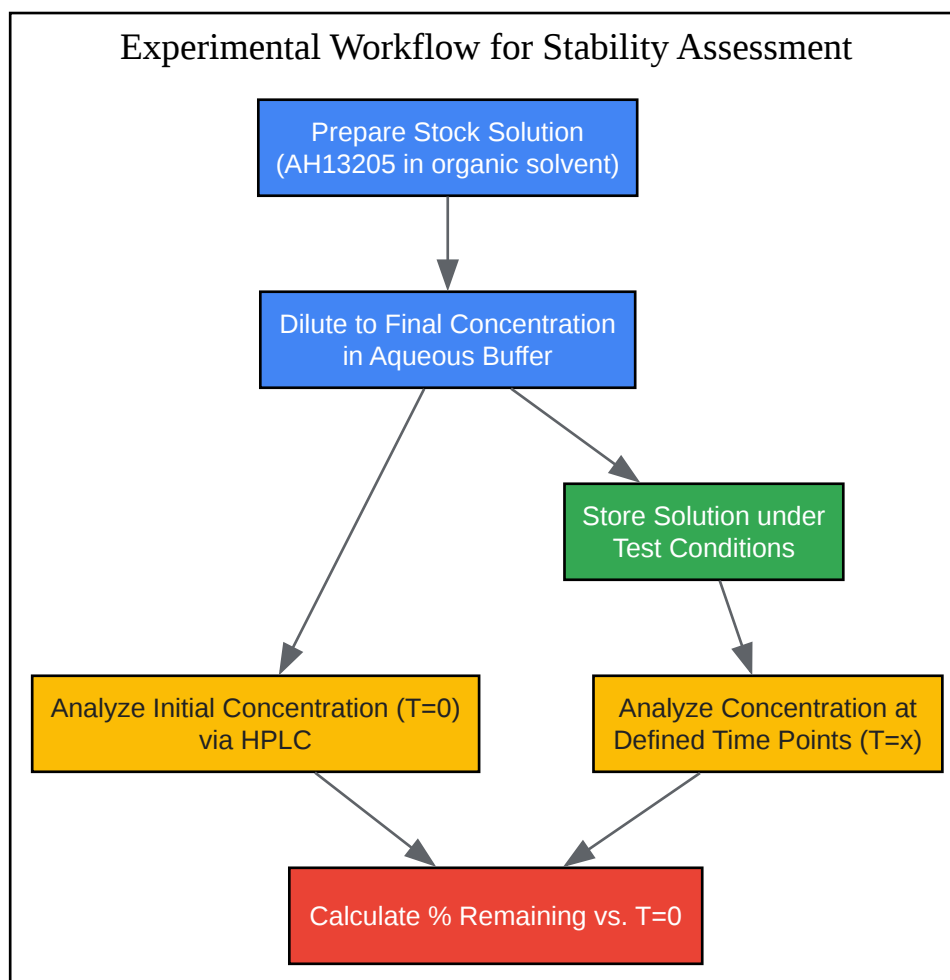 Experimental Workflow for Stability Assessment
Prepare Stock Solution
(AH13205 in organic solvent)
Dilute to Final Concentration
in Aqueous Buffer
Store Solution under
Test Conditions
Analyze Initial Concentration (T=0)
via HPLC
Analyze Concentration at
Defined Time Points (T=x)
Calculate % Remaining vs. T=0